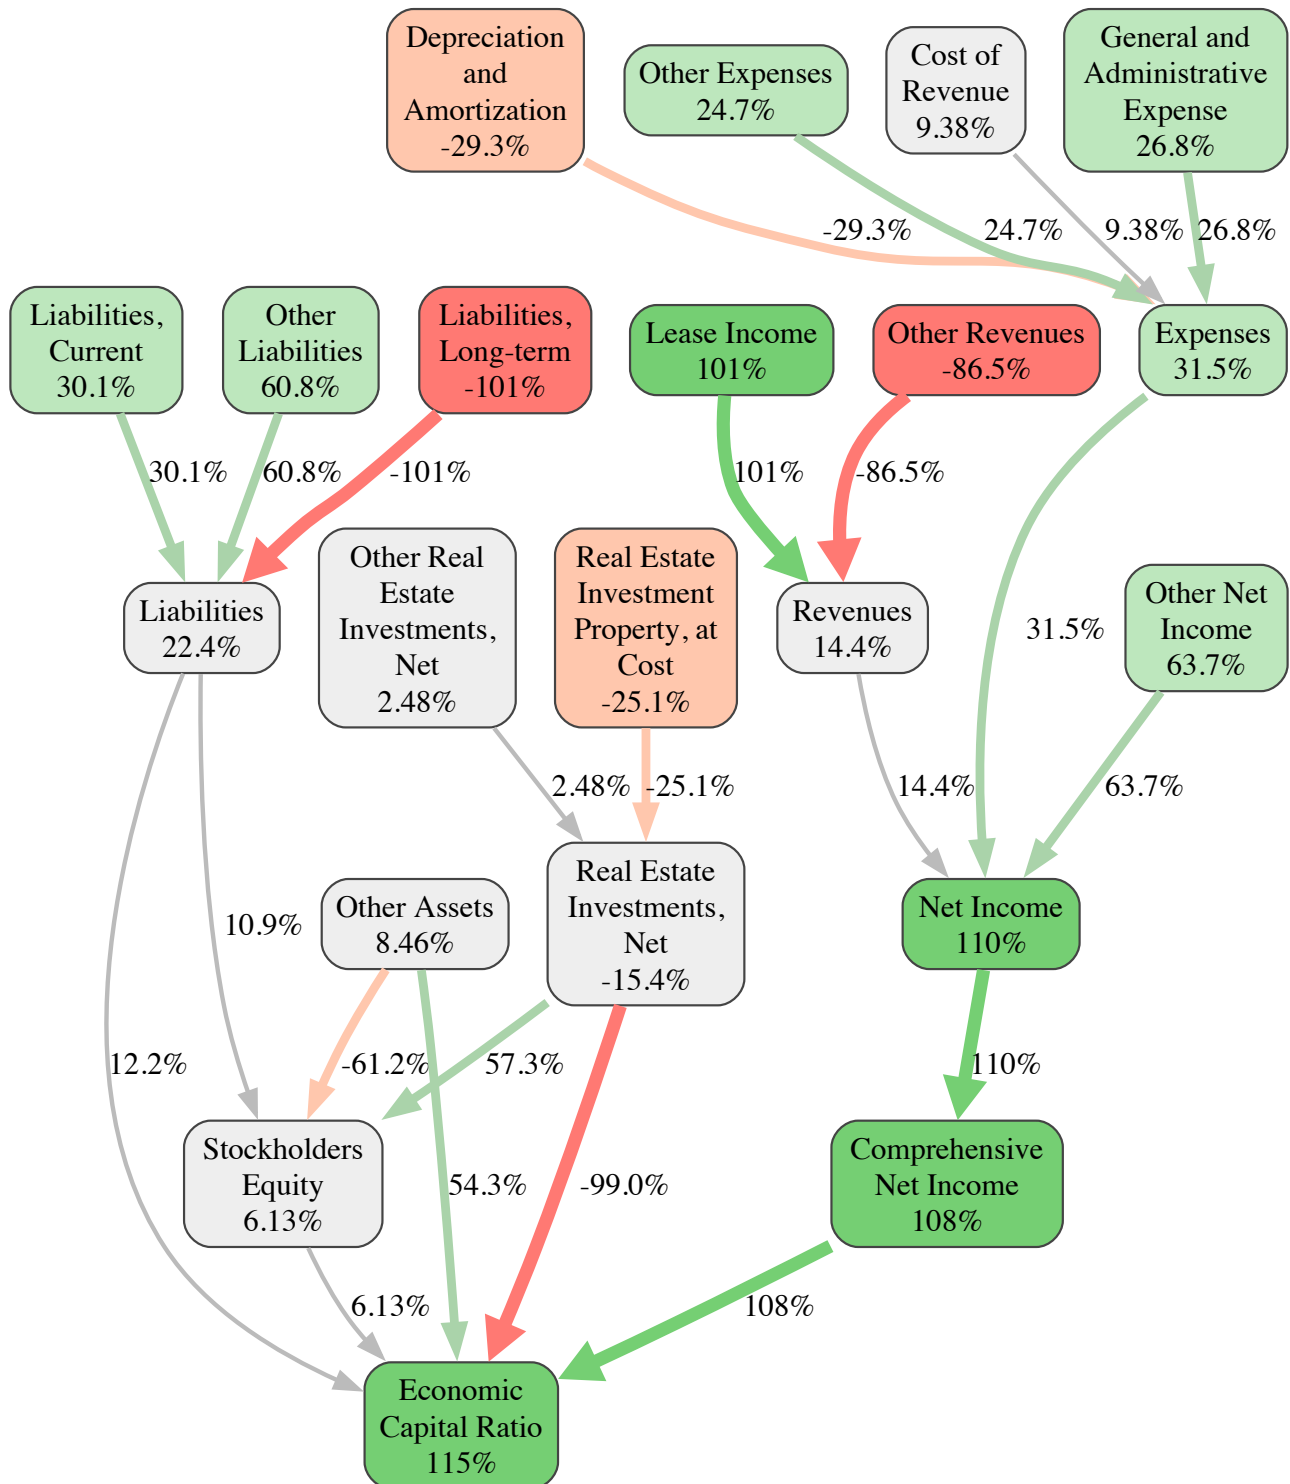 Depreciation
and
Amortization
-29.3%
Other Expenses
24.7%
Cost of
Revenue
9.38%
General and
Administrative
Expense
26.8%
-29.3%
24.7%
9.38%
26.8%
Liabilities,
Current
30.1%
Other
Liabilities
60.8%
Liabilities,
Long-term
-101%
Lease Income
101%
Other Revenues
-86.5%
Expenses
31.5%
30.1%
60.8%
-101%
101%
-86.5%
Liabilities
22.4%
Other Real
Estate
Investments,
Net
2.48%
Real Estate
Investment
Property, at
Cost
-25.1%
Revenues
14.4%
31.5%
Other Net
Income
63.7%
2.48%
-25.1%
14.4%
63.7%
10.9%
Other Assets
8.46%
Real Estate
Investments,
Net
-15.4%
Net Income
110%
12.2%
-61.2%
57.3%
110%
Stockholders
Equity
6.13%
54.3%
-99.0%
Comprehensive
Net Income
108%
6.13%
108%
Economic
Capital Ratio
115%